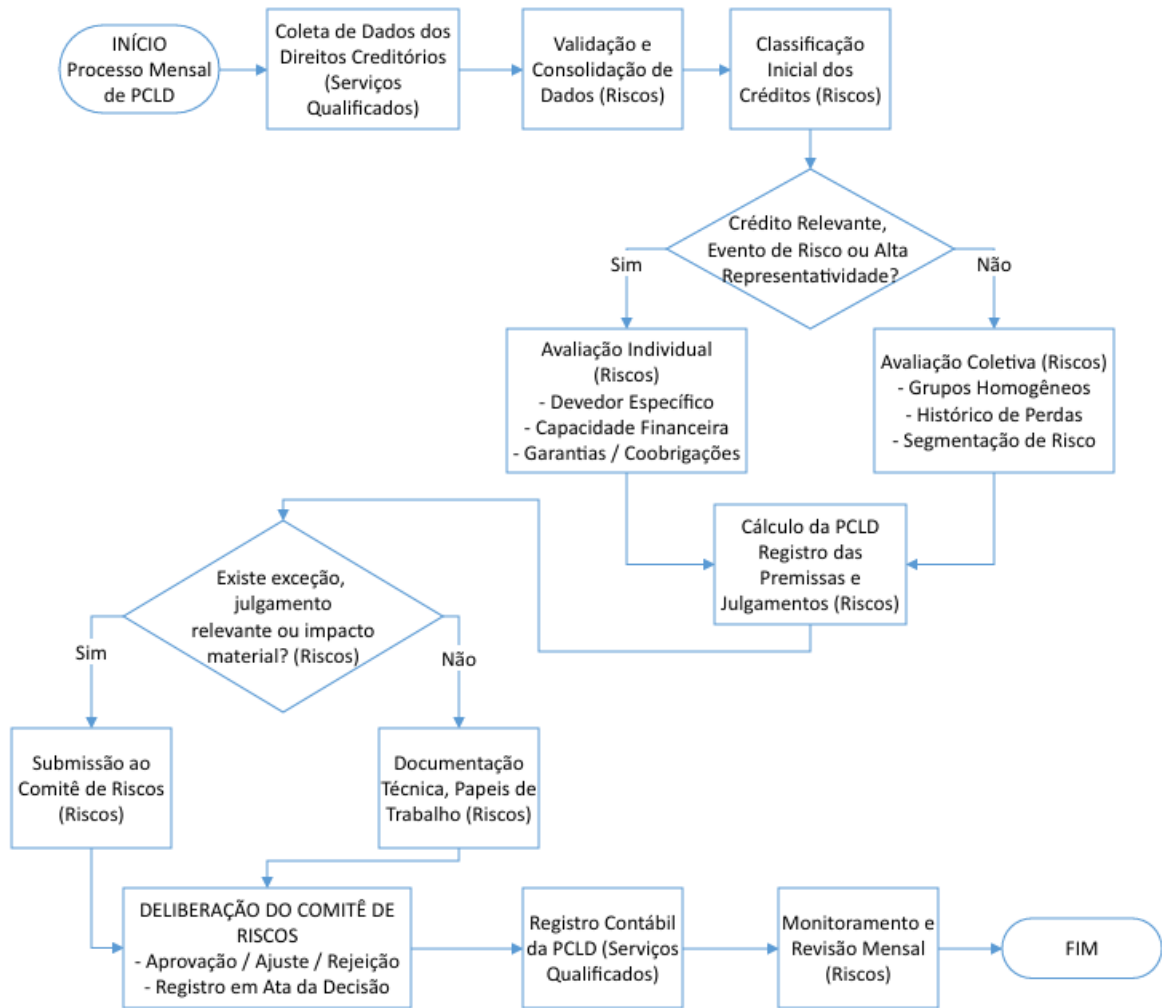 INÍCIO
Processo Mensal
de PCLD
Coleta de Dados dos
Direitos Creditórios
(Serviços
Qualificados)
Validação e
Consolidação de
Dados (Riscos)
Classificação
Inicial dos
Créditos (Riscos)
Crédito Relevante,
Evento de Risco ou Alta
Representatividade?
Sim
Não
Avaliação Individual
(Riscos)
- Devedor Específico
- Capacidade Financeira
- Garantias / Coobrigações
Avaliação Coletiva (Riscos)
- Grupos Homogêneos
- Histórico de Perdas
- Segmentação de Risco
Cálculo da PCLD
Registro das
Premissas e
Julgamentos (Riscos)
Existe exceção,
julgamento
relevante ou impacto
material? (Riscos)
Sim
Não
Submissão ao
Comitê de Riscos
(Riscos)
Documentação
Técnica, Papeis de
Trabalho (Riscos)
DELIBERAÇÃO DO COMITÊ DE
RISCOS
- Aprovação / Ajuste / Rejeição
- Registro em Ata da Decisão
Registro Contábil
da PCLD (Serviços
Qualificados)
Monitoramento e
Revisão Mensal
(Riscos)
FIM